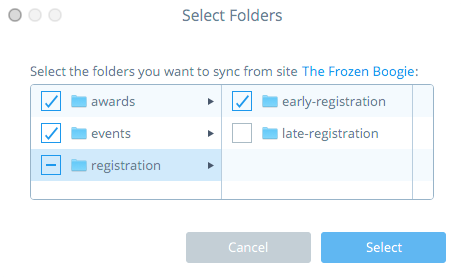 Select Folders
Select the folders you want to sync from site The Frozen Boogie:
awards
events
registration
early-registration
late-registration
Cancel
Select